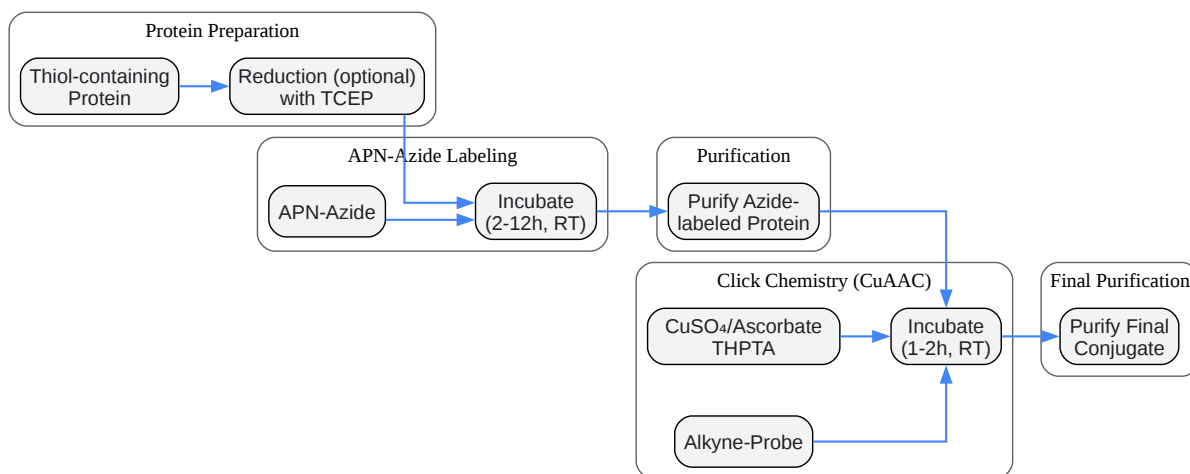 Protein Preparation
Thiol-containing
Protein
Reduction (optional)
with TCEP
APN-Azide Labeling
APN-Azide
Incubate
(2-12h, RT)
Purification
Purify Azide-
labeled Protein
Click Chemistry (CuAAC)
CuSO₄/Ascorbate
THPTA
Incubate
(1-2h, RT)
Alkyne-Probe
Final Purification
Purify Final
Conjugate